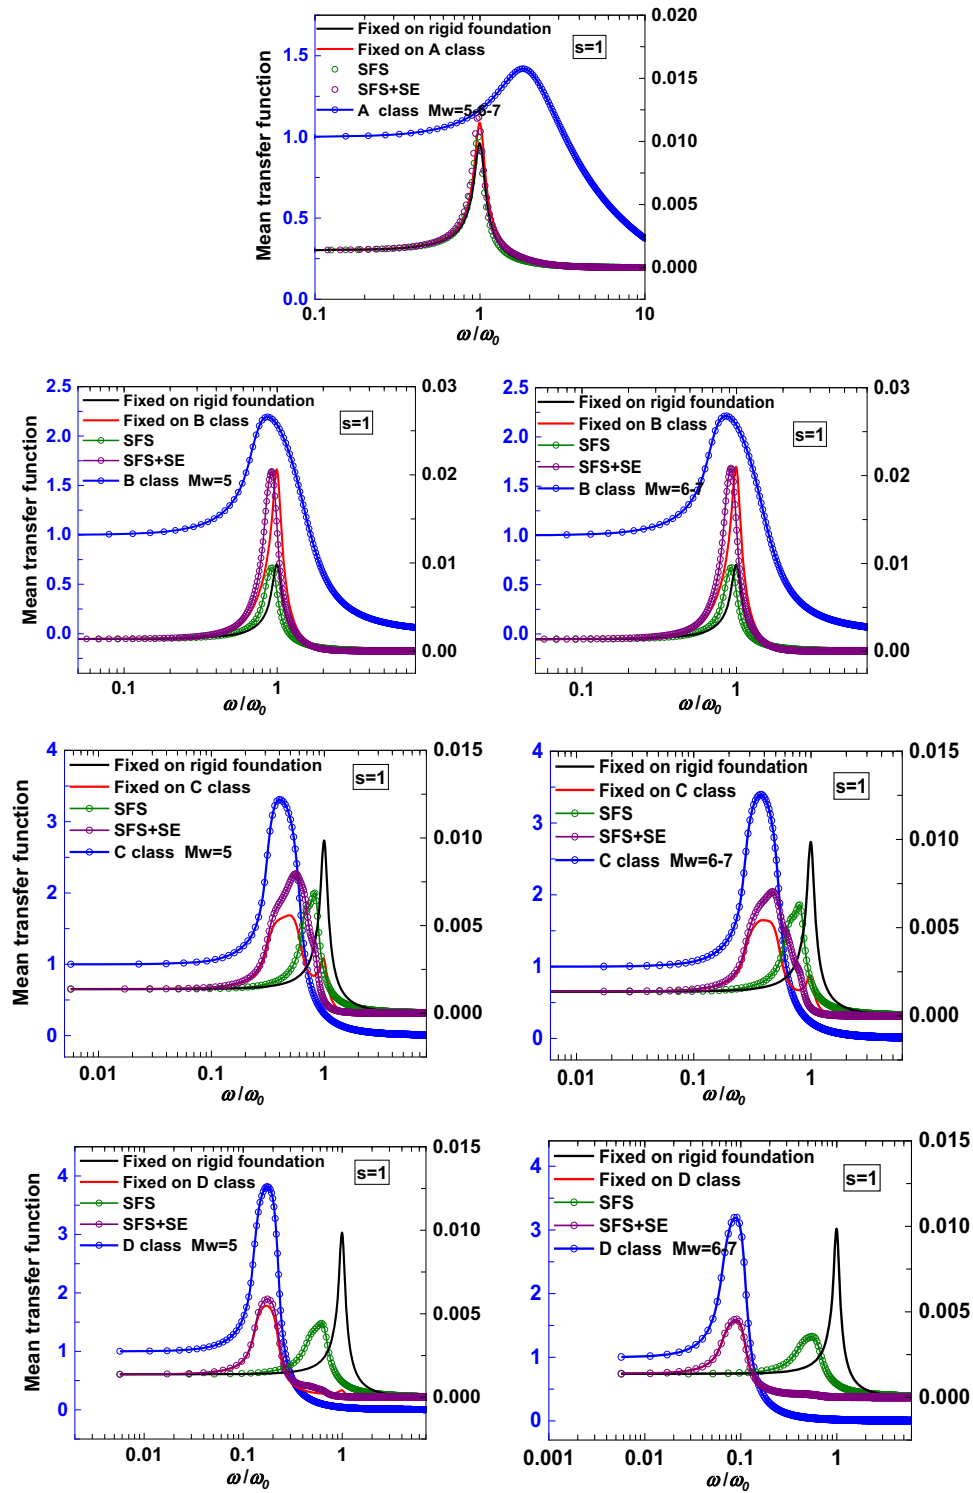 Mean transfer function
Fixed on rigid foundation
Fixed on A class
SFS
SFS+SE
A class Mw=5-6-7
s=1
1.5
1.0
0.5
0.0
0.020
0.015
0.010
0.005
0.000
0.1
1
10
ω/ω0
Mean transfer function
Fixed on rigid foundation
Fixed on B class
SFS
SFS+SE
B class Mw=5
s=1
2.5
2.0
1.5
1.0
0.5
0.0
0.03
0.02
0.01
0.00
0.1
1
ω/ω0
Fixed on rigid foundation
Fixed on B class
SFS
SFS+SE
B class Mw=6-7
s=1
2.5
2.0
1.5
1.0
0.5
0.0
0.03
0.02
0.01
0.00
0.1
1
ω/ω0
Mean transfer function
Fixed on rigid foundation
Fixed on C class
SFS
SFS+SE
C class Mw=5
s=1
4
3
2
1
0
0.015
0.010
0.005
0.000
0.01
0.1
1
ω/ω0
Fixed on rigid foundation
Fixed on C class
SFS
SFS+SE
C class Mw=6-7
s=1
4
3
2
1
0
0.015
0.010
0.005
0.000
0.01
0.1
1
ω/ω0
Mean transfer function
Fixed on rigid foundation
Fixed on D class
SFS
SFS+SE
D class Mw=5
s=1
4
3
2
1
0
0.015
0.010
0.005
0.000
0.01
0.1
1
ω/ω0
Fixed on rigid foundation
Fixed on D class
SFS
SFS+SE
D class Mw=6-7
s=1
4
3
2
1
0
0.015
0.010
0.005
0.000
0.001
0.01
0.1
1
ω/ω0